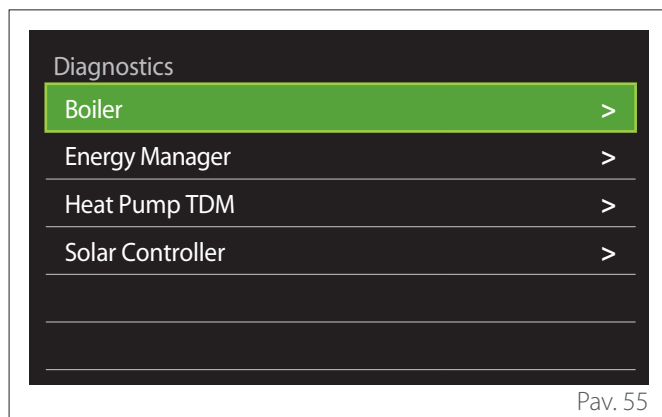 Diagnostics
Boiler >
Energy Manager >
Heat Pump TDM >
Solar Controller >
Pav. 55